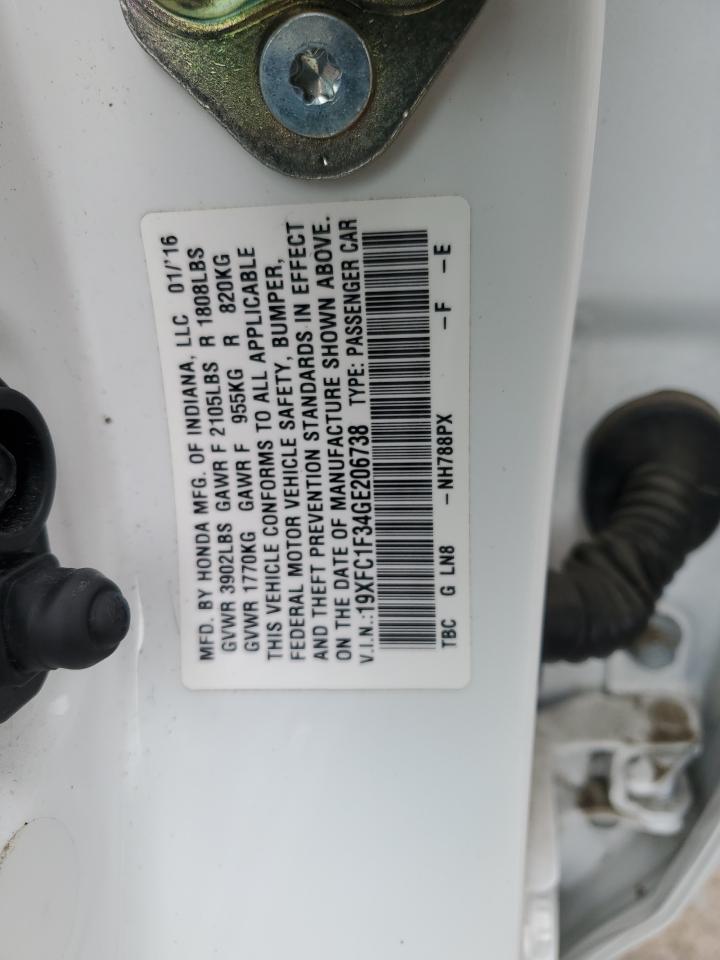 MFD. BY HONDA MFG. OF INDIANA, LLC 01/'16
GVWR 3902LBS GAWR F 2105LBS R 1808LBS
GVWR 1770KG GAWR F 955KG R 820KG
THIS VEHICLE CONFORMS TO ALL APPLICABLE
FEDERAL MOTOR VEHICLE SAFETY, BUMPER,
AND THEFT PREVENTION STANDARDS IN EFFECT
ON THE DATE OF MANUFACTURE SHOWN ABOVE.
V.I.N.:19XFC1F34GE206738 TYPE: PASSENGER CAR
TBC G LN8 -NH788PX -F -E